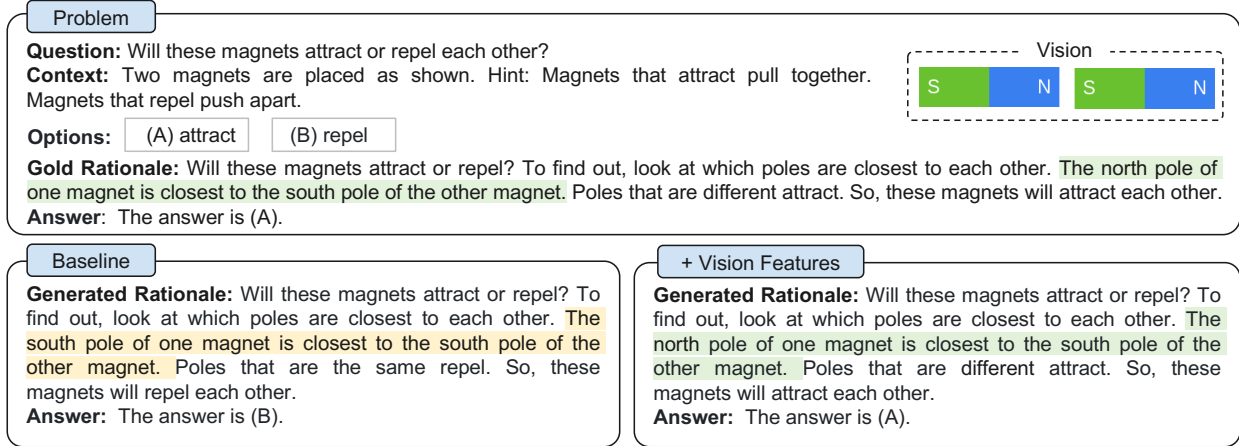 Problem
Question: Will these magnets attract or repel each other?
Context: Two magnets are placed as shown. Hint: Magnets that attract pull together.
Magnets that repel push apart.
Vision
S N S N
Options: (A) attract (B) repel
Gold Rationale: Will these magnets attract or repel? To find out, look at which poles are closest to each other. The north pole of
one magnet is closest to the south pole of the other magnet. Poles that are different attract. So, these magnets will attract each other.
Answer: The answer is (A).
Baseline
Generated Rationale: Will these magnets attract or repel? To
find out, look at which poles are closest to each other. The
south pole of one magnet is closest to the south pole of the
other magnet. Poles that are the same repel. So, these
magnets will repel each other.
Answer: The answer is (B).
+ Vision Features
Generated Rationale: Will these magnets attract or repel? To
find out, look at which poles are closest to each other. The
north pole of one magnet is closest to the south pole of the
other magnet. Poles that are different attract. So, these
magnets will attract each other.
Answer: The answer is (A).